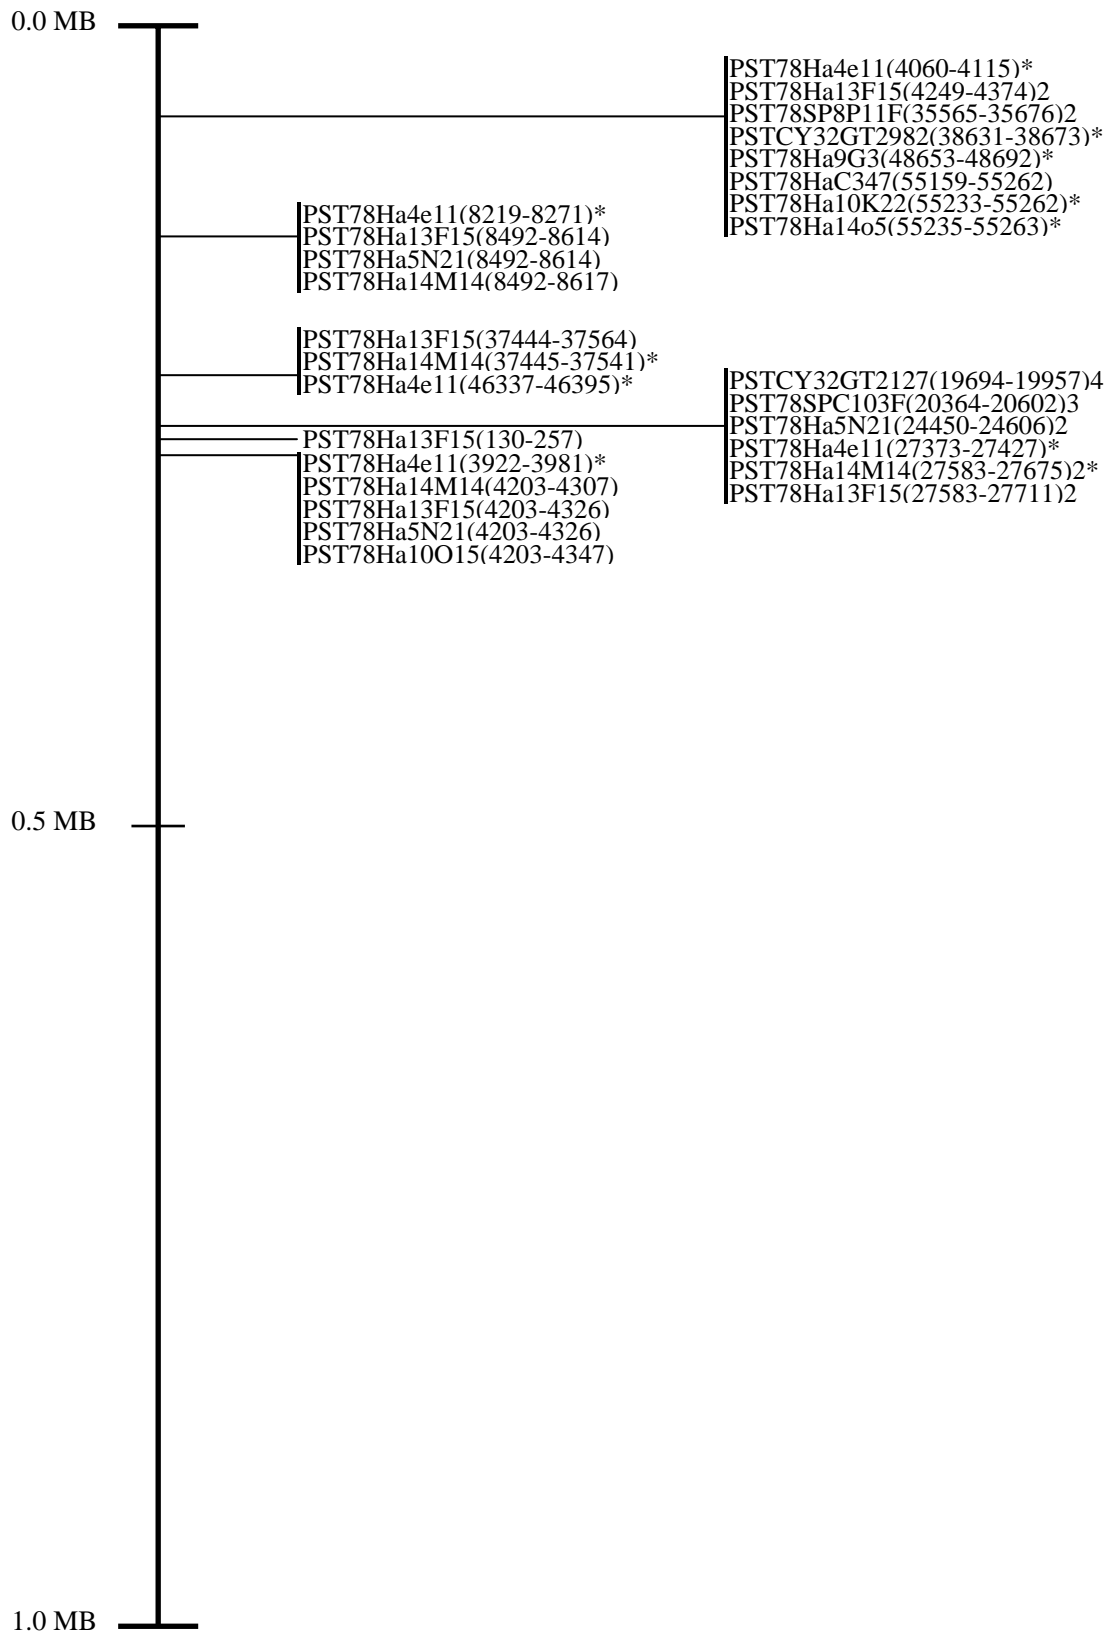 0.0 MB
PST78Ha4e11(4060-4115)*
PST78Ha13F15(4249-4374)2
PST78SP8P11F(35565-35676)2
PSTCY32GT2982(38631-38673)*
PST78Ha9G3(48653-48692)*
PST78HaC347(55159-55262)
PST78Ha10K22(55233-55262)*
PST78Ha14o5(55235-55263)*
PST78Ha4e11(8219-8271)*
PST78Ha13F15(8492-8614)
PST78Ha5N21(8492-8614)
PST78Ha14M14(8492-8617)
PST78Ha13F15(37444-37564)
PST78Ha14M14(37445-37541)*
PST78Ha4e11(46337-46395)*
PSTCY32GT2127(19694-19957)4
PST78SPC103F(20364-20602)3
PST78Ha5N21(24450-24606)2
PST78Ha4e11(27373-27427)*
PST78Ha14M14(27583-27675)2*
PST78Ha13F15(27583-27711)2
PST78Ha13F15(130-257)
PST78Ha4e11(3922-3981)*
PST78Ha14M14(4203-4307)
PST78Ha13F15(4203-4326)
PST78Ha5N21(4203-4326)
PST78Ha10O15(4203-4347)
0.5 MB
1.0 MB